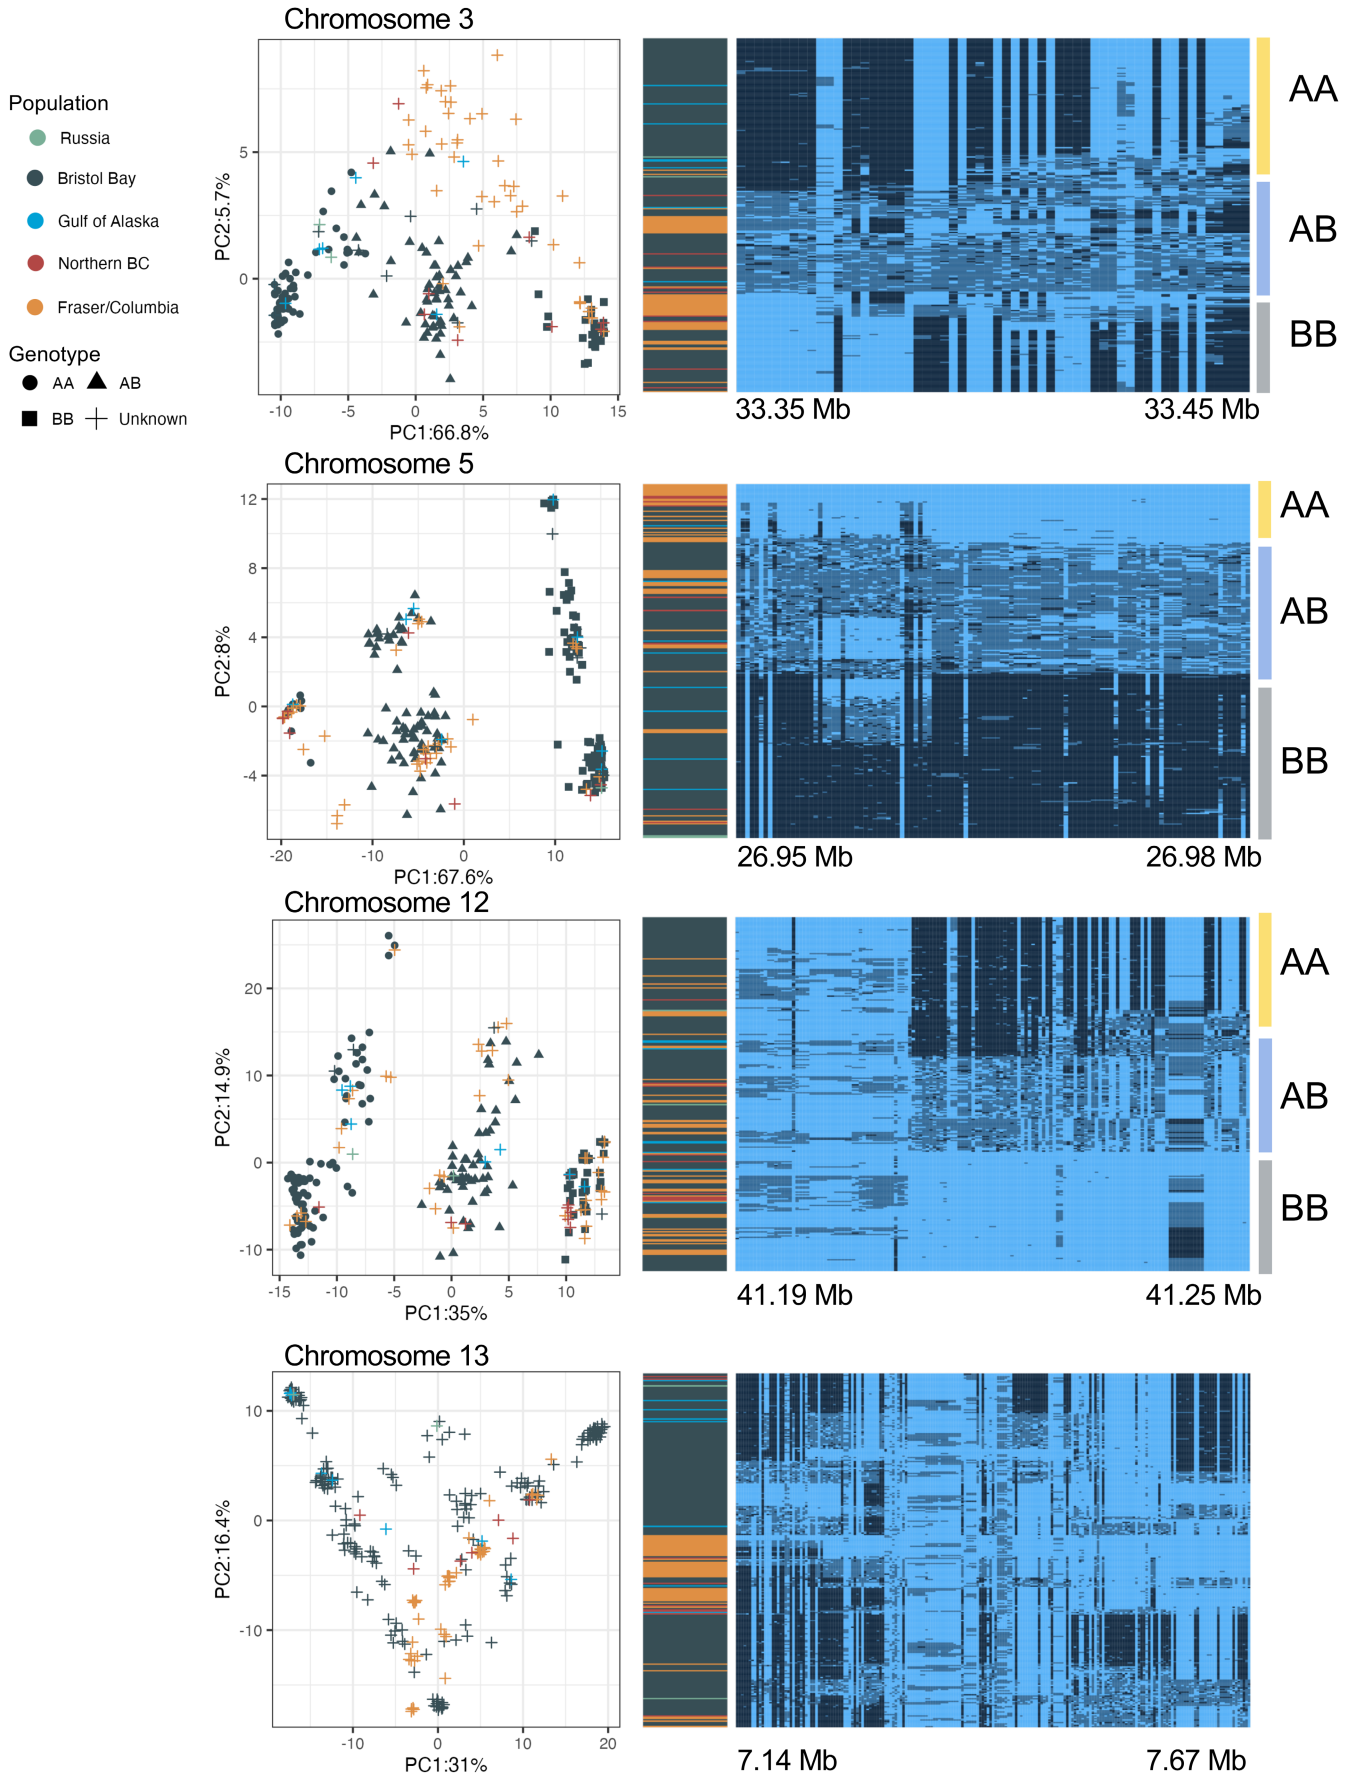 Chromosome 3
Population
Russia
Bristol Bay
Gulf of Alaska
Northern BC
Fraser/Columbia
Genotype
AA AB
BB Unknown
PC2:5.7%
5
0
-10 -5 0 5 10 15
PC1:66.8%
AA
AB
BB
33.35 Mb 33.45 Mb
Chromosome 5
PC2:8%
12
8
4
0
-4
-20 -10 0 10
PC1:67.6%
AA
AB
BB
26.95 Mb 26.98 Mb
Chromosome 12
PC2:14.9%
20
10
0
-10
-15 -10 -5 0 5 10
PC1:35%
AA
AB
BB
41.19 Mb 41.25 Mb
Chromosome 13
PC2:16.4%
10
0
-10
-10 0 10 20
PC1:31%
7.14 Mb 7.67 Mb